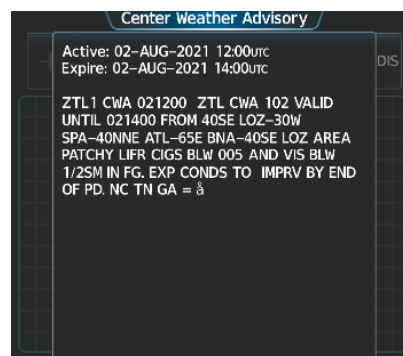 Center Weather Advisory
Active: 02-AUG-2021 12:00UTC
Expire: 02-AUG-2021 14:00UTC
DIS
ZTL1 CWA 021200 ZTL CWA 102 VALID
UNTIL 021400 FROM 40SE LOZ-30W
SPA-40NNE ATL-65E BNA-40SE LOZ AREA
PATCHY LIFR CIGS BLW 005 AND VIS BLW
1/2SM IN FG. EXP CONDS TO IMPRV BY END
OF PD. NC TN GA = å